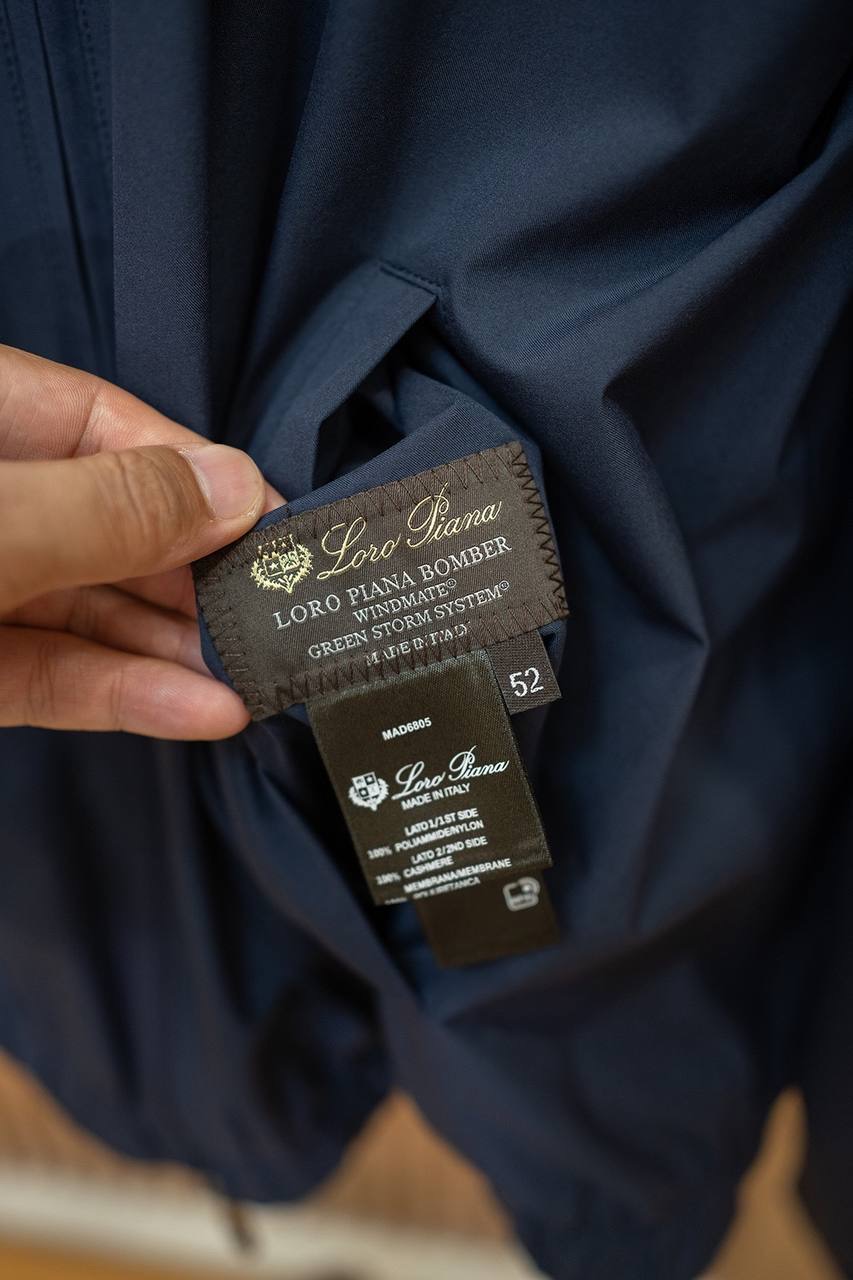 Loro Piana
LORO PIANA BOMBER
WINDMATE©
GREEN STORM SYSTEM©
MADE IN ITALY
52
MAD6805
Loro Piana
MADE IN ITALY
LATO 1/1ST SIDE
100% POLIAMMIDE/NYLON
LATO 2/2ND SIDE
100% CASHMERE
MEMBRANA/MEMBRANE